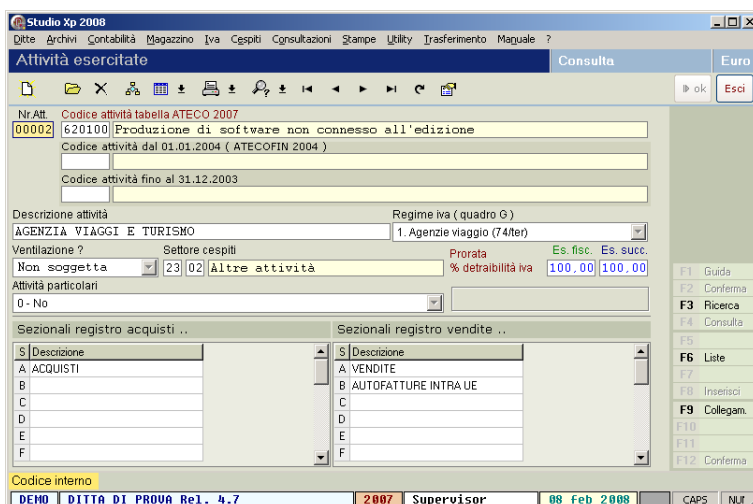 Studio Xp 2008
Ditte Archivi Contabilità Magazzino Iva Cespiti Consultazioni Stampe Utility Trasferimento Manuale ?
Attività esercitate Consulta Euro
ok Esci
Nr.Att. Codice attività tabella ATECO 2007
00002 620100 Produzione di software non connesso all'edizione
Codice attività dal 01.01.2004 ( ATECOFIN 2004 )
Codice attività fino al 31.12.2003
Descrizione attività Regime iva ( quadro G )
AGENZIA VIAGGI E TURISMO 1. Agenzie viaggio (74/ter)
Ventilazione ? Settore cespiti Prorata Es. fisc. Es. succ.
Non soggetta 23 02 Altre attività % detraibilità iva 100,00 100,00
Attività particolari
0 - No
Sezionali registro acquisti .. Sezionali registro vendite ..
S Descrizione S Descrizione
A ACQUISTI A VENDITE
B B AUTOFATTURE INTRA UE
C C
D D
E E
F F
F1 Guida
F2 Conferma
F3 Ricerca
F4 Consulta
F5
F6 Liste
F7
F8 Inserisci
F9 Collegam.
F10
F11
F12 Conferma
Codice interno
DEMO DITTA DI PROVA Rel. 4.7 2007 Supervisor 08 feb 2008 CAPS NUM